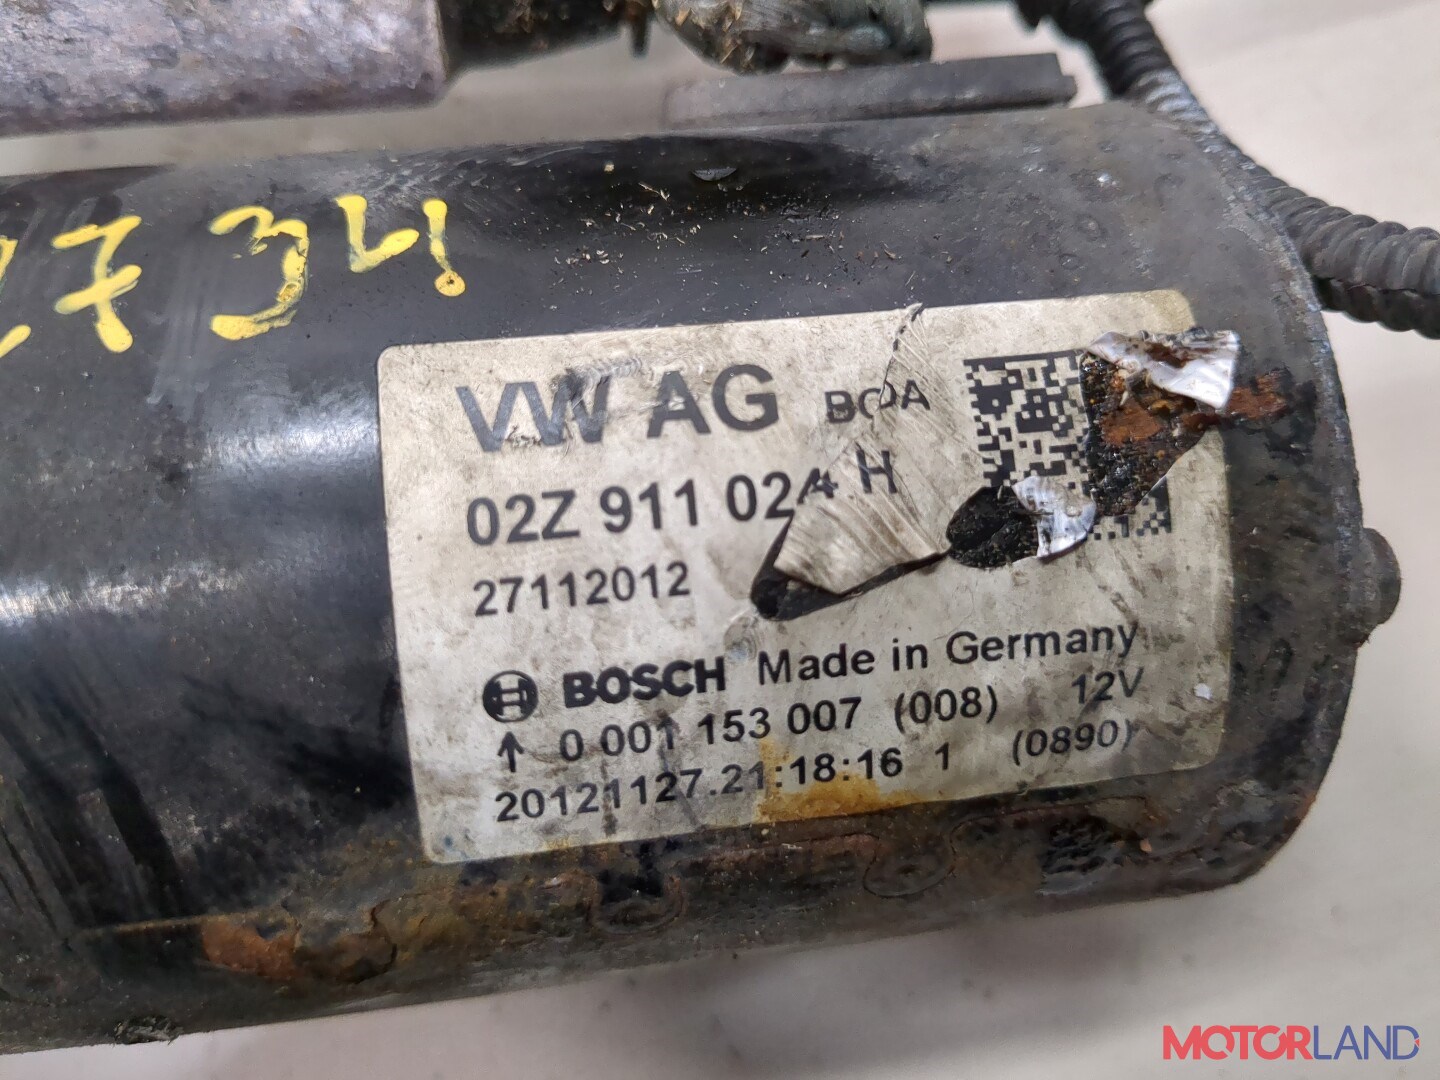 2734
VW AG BOA
02Z 911 024 H
27112012
BOSCH Made in Germany
↑ 0 001 153 007 (008) 12V
20121127.21:18:16 1 (0890)
MOTORLAND